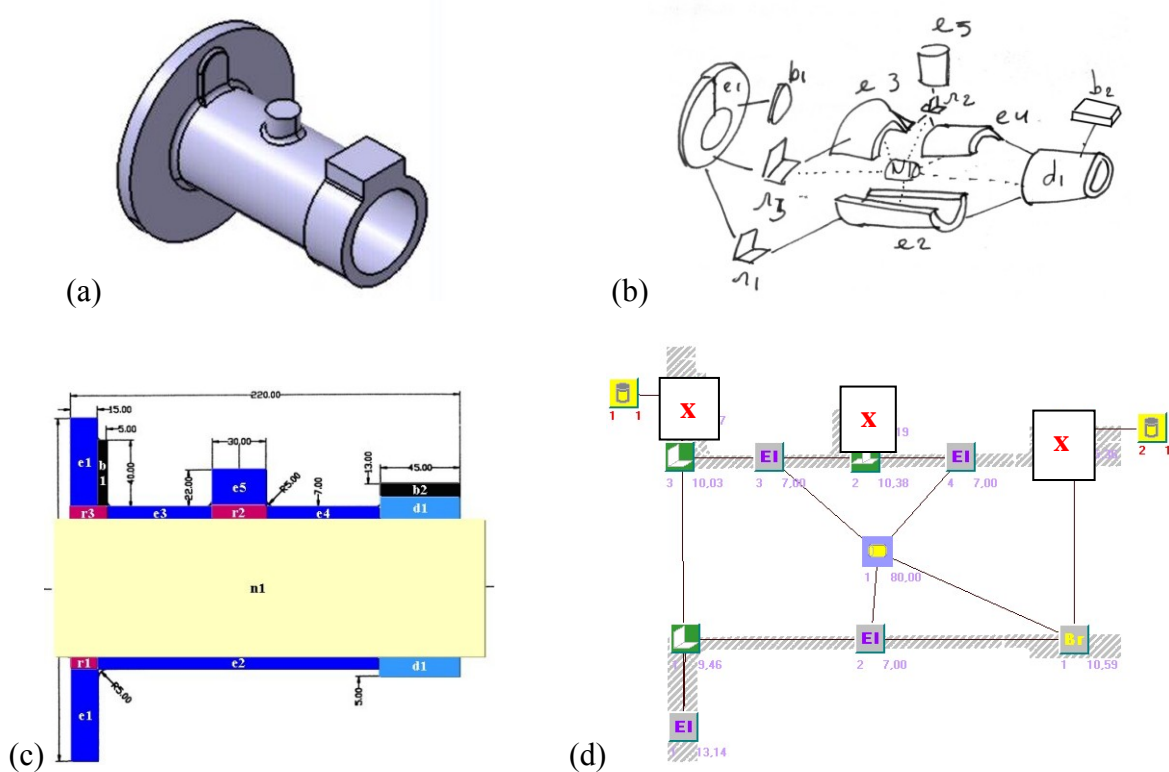 (a)
(b)
e1
b1
e3
e5
r2
e4
b2
N1
d1
r3
e2
r1
(c)
220.00
15.00
5.00
30.00
45.00
40.00
22.00
R5.00
7.00
13.00
e1
b
1
e5
b2
r3
e3
r2
e4
d1
n1
r1
e2
d1
R5.00
5.00
e1
(d)
1 1
X
X
X
19
2 1
El
El
3 10,03
3 7,00
2 10,38
4 7,00
1 80,00
El
Br
9,46
2 7,00
1 10,59
El
13,14